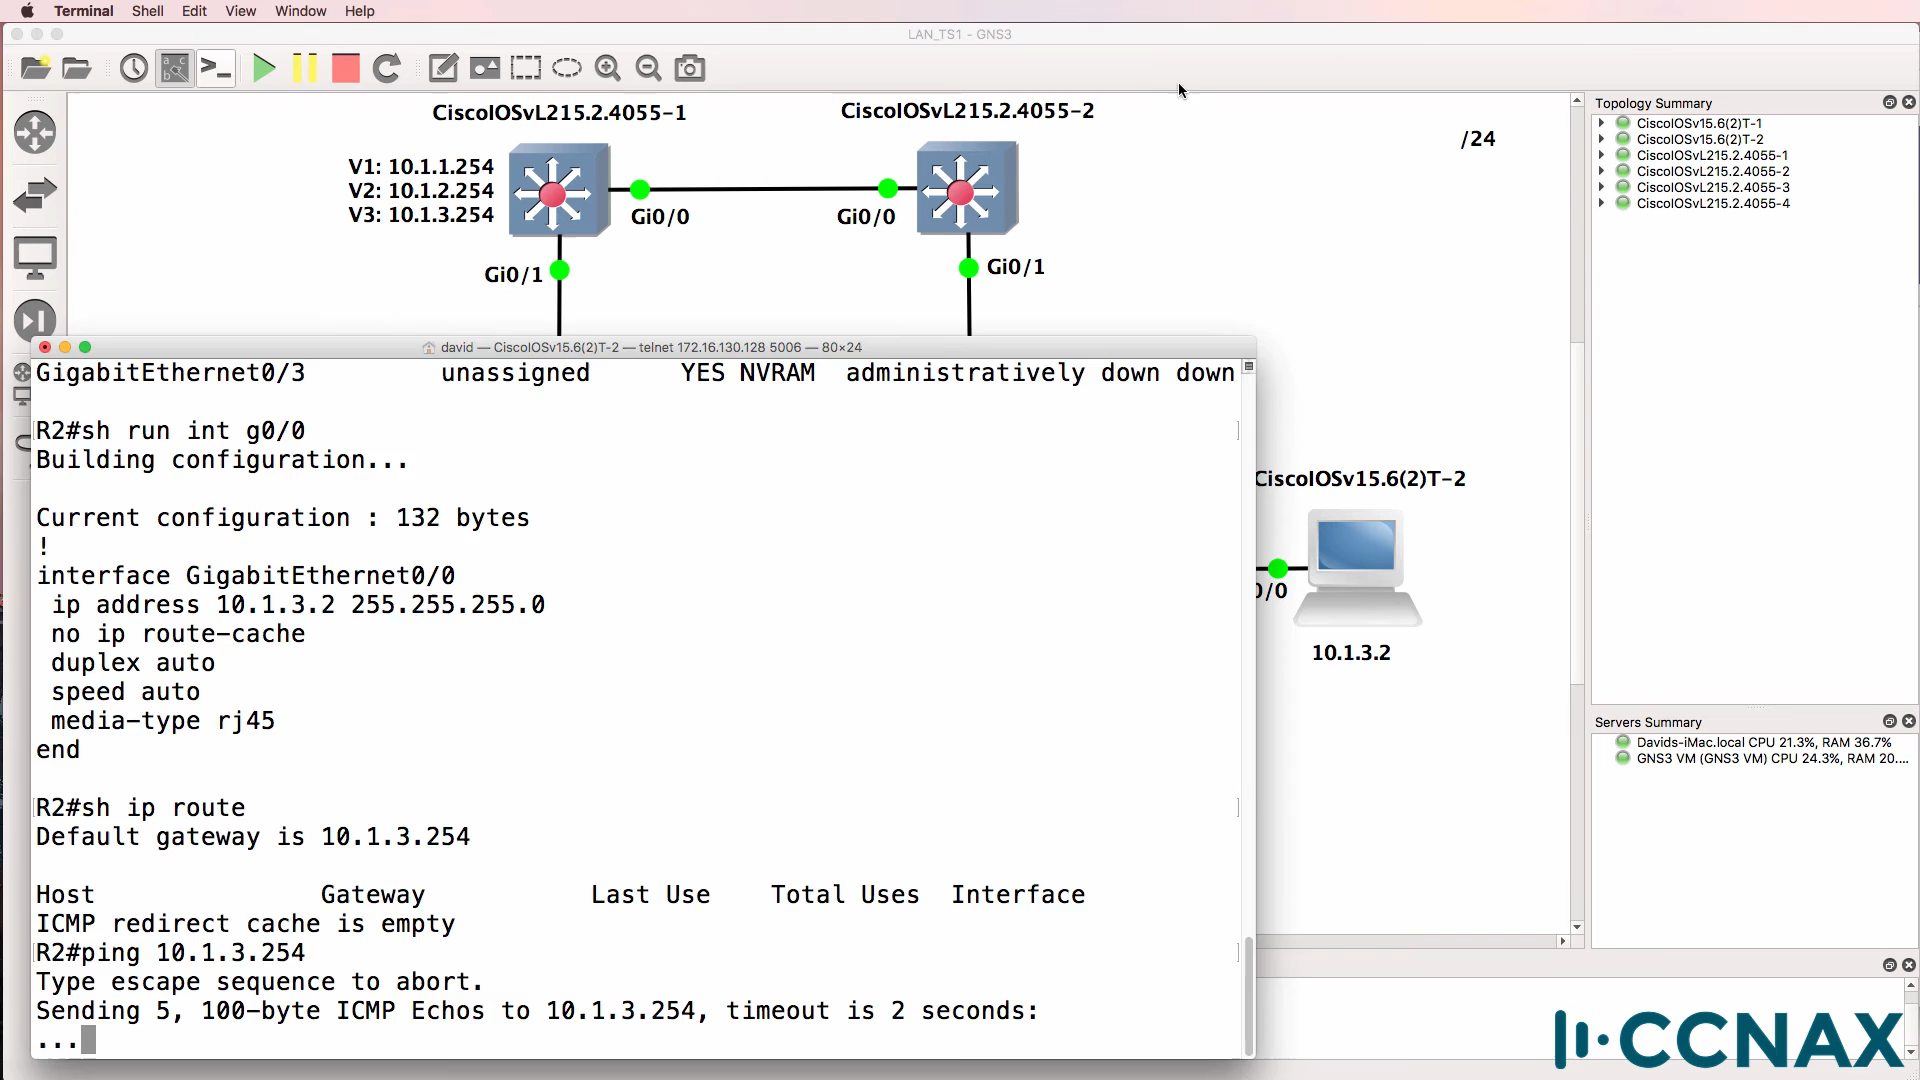 Terminal Shell Edit View Window Help
LAN_TS1 - GNS3
CiscoIOSvL215.2.4055-1
CiscoIOSvL215.2.4055-2
/24
V1: 10.1.1.254
V2: 10.1.2.254
V3: 10.1.3.254
Gi0/0
Gi0/0
Gi0/1
Gi0/1
Topology Summary
CiscoIOSv15.6(2)T-1
CiscoIOSv15.6(2)T-2
CiscoIOSvL215.2.4055-1
CiscoIOSvL215.2.4055-2
CiscoIOSvL215.2.4055-3
CiscoIOSvL215.2.4055-4
david — CiscoIOSv15.6(2)T-2 — telnet 172.16.130.128 5006 — 80×24
GigabitEthernet0/3 unassigned YES NVRAM administratively down down
R2#sh run int g0/0
Building configuration...
Current configuration : 132 bytes
!
interface GigabitEthernet0/0
ip address 10.1.3.2 255.255.255.0
no ip route-cache
duplex auto
speed auto
media-type rj45
end
R2#sh ip route
Default gateway is 10.1.3.254
Host Gateway Last Use Total Uses Interface
ICMP redirect cache is empty
R2#ping 10.1.3.254
Type escape sequence to abort.
Sending 5, 100-byte ICMP Echos to 10.1.3.254, timeout is 2 seconds:
...
CiscoIOSv15.6(2)T-2
0/0
10.1.3.2
Servers Summary
Davids-iMac.local CPU 21.3%, RAM 36.7%
GNS3 VM (GNS3 VM) CPU 24.3%, RAM 20....
CCNAX